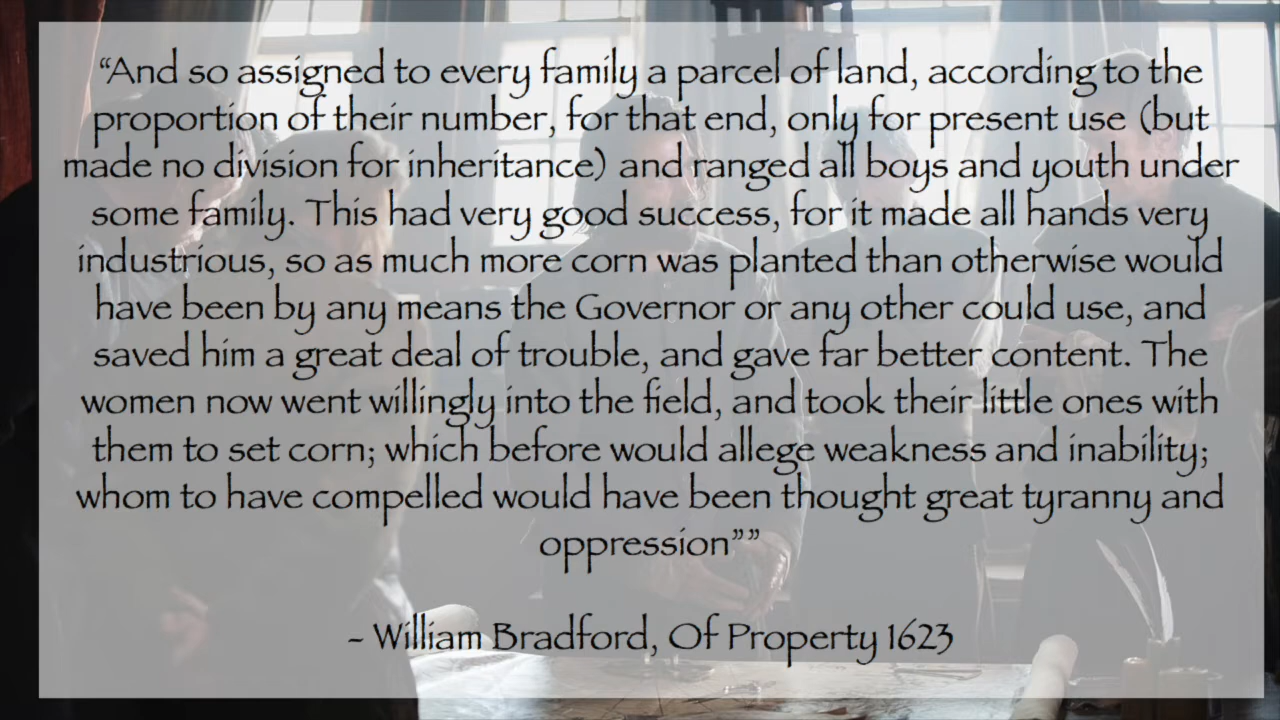 “And so assigned to every family a parcel of land, according to the
proportion of their number, for that end, only for present use (but
made no division for inheritance) and ranged all boys and youth under
some family. This had very good success, for it made all hands very
industrious, so as much more corn was planted than otherwise would
have been by any means the Governor or any other could use, and
saved him a great deal of trouble, and gave far better content. The
women now went willingly into the field, and took their little ones with
them to set corn; which before would allege weakness and inability;
whom to have compelled would have been thought great tyranny and
oppression””
- William Bradford, Of Property 1623